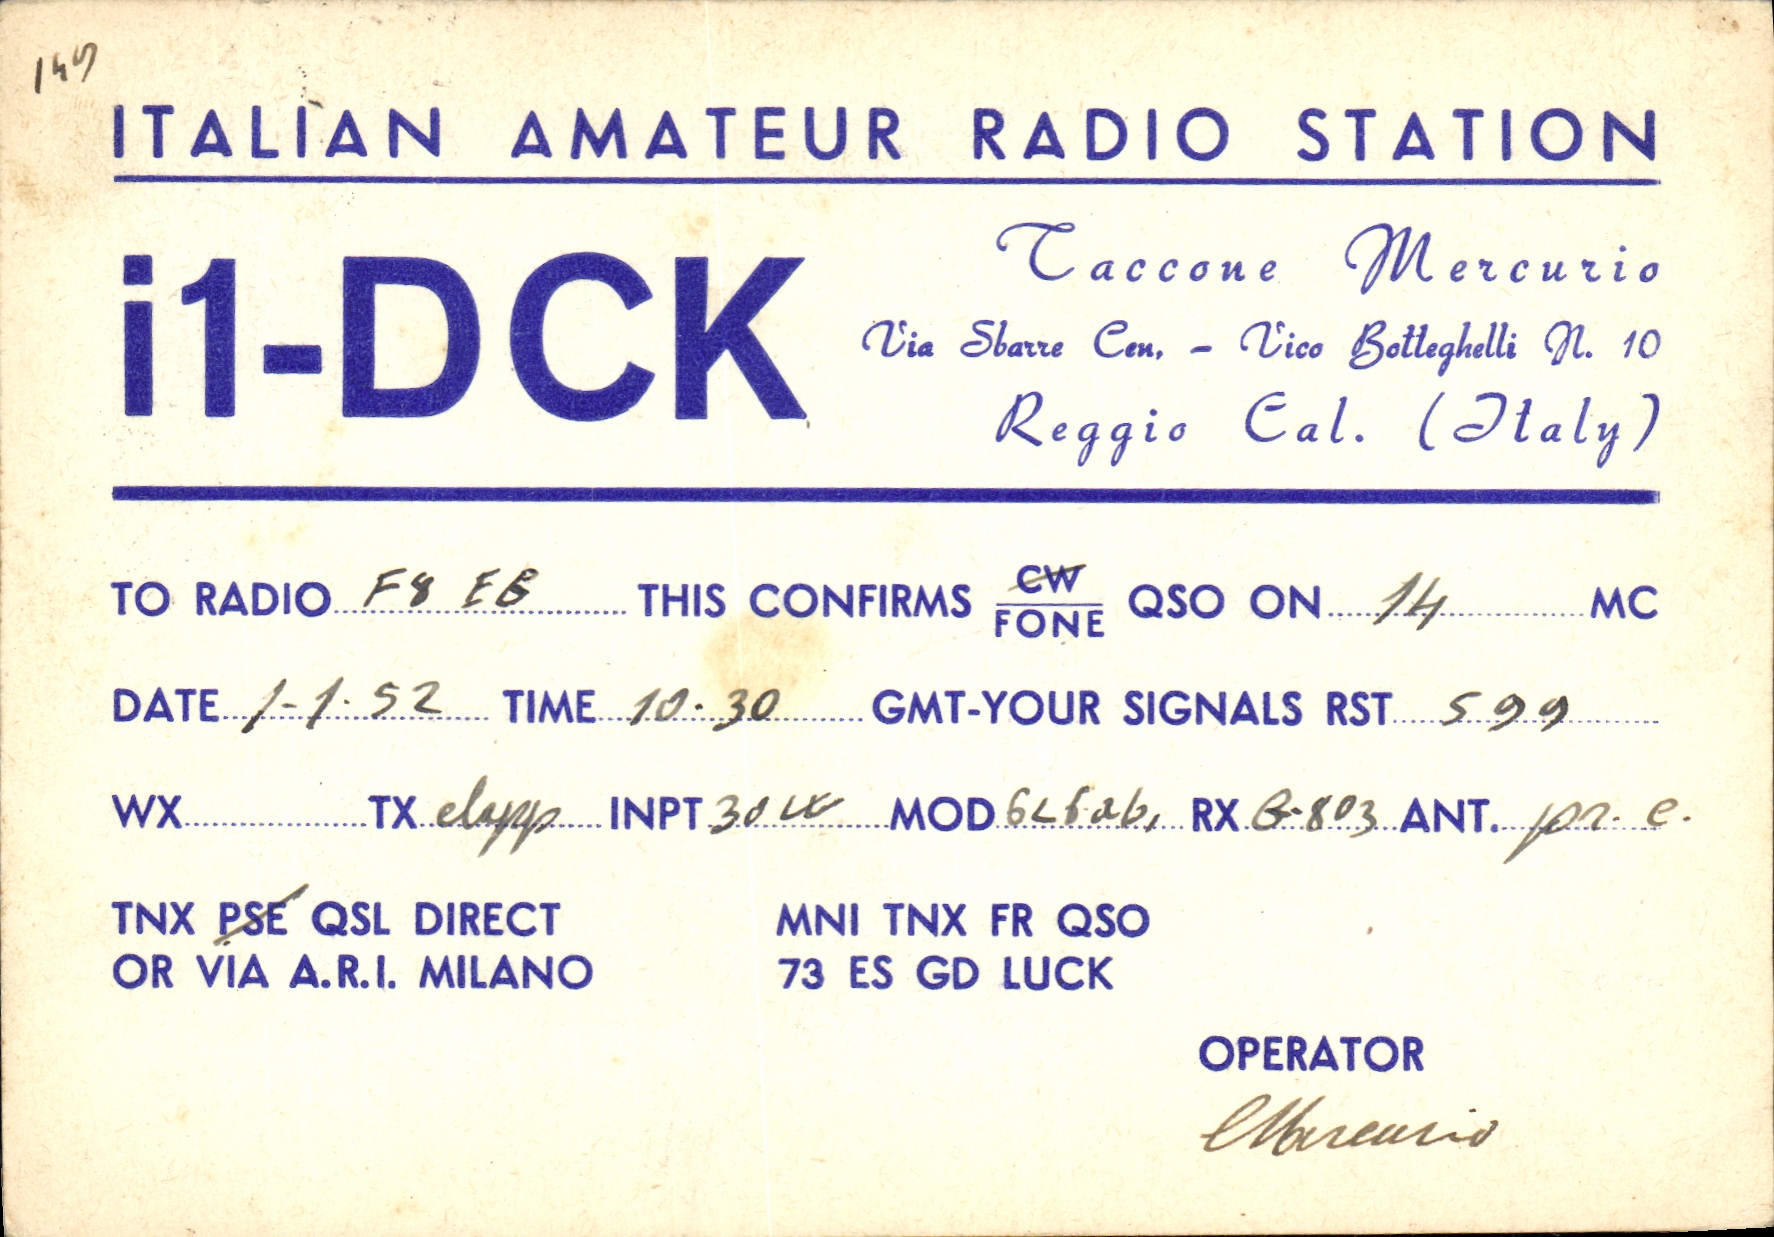 ITALIAN AMATEUR RADIO STATION
i1-DCK
Taccone Mercurio
Via Sbarre Cen. - Vico Botteghelli N. 10
Reggio Cal. (Italy)
TO RADIO F8 EB THIS CONFIRMS CW/FONE QSO ON 14 MC
DATE 1-1-52 TIME 10.30 GMT-YOUR SIGNALS RST 599
WX TX clapp INPT 30 W MOD RX G-803 ANT.
TNX PSE QSL DIRECT
OR VIA A.R.I. MILANO
MNI TNX FR QSO
73 ES GD LUCK
OPERATOR
Mercurio